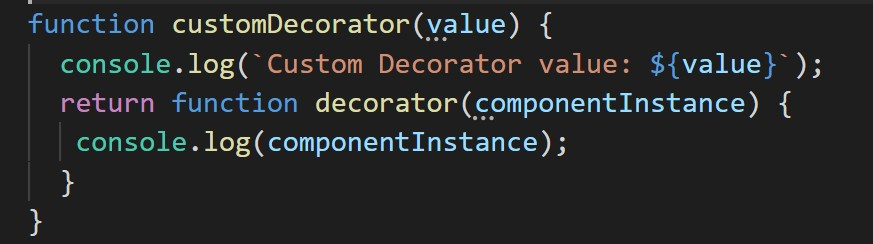 function customDecorator(value) {
  console.log(`Custom Decorator value: ${value}`);
  return function decorator(componentInstance) {
   console.log(componentInstance);
  }
}